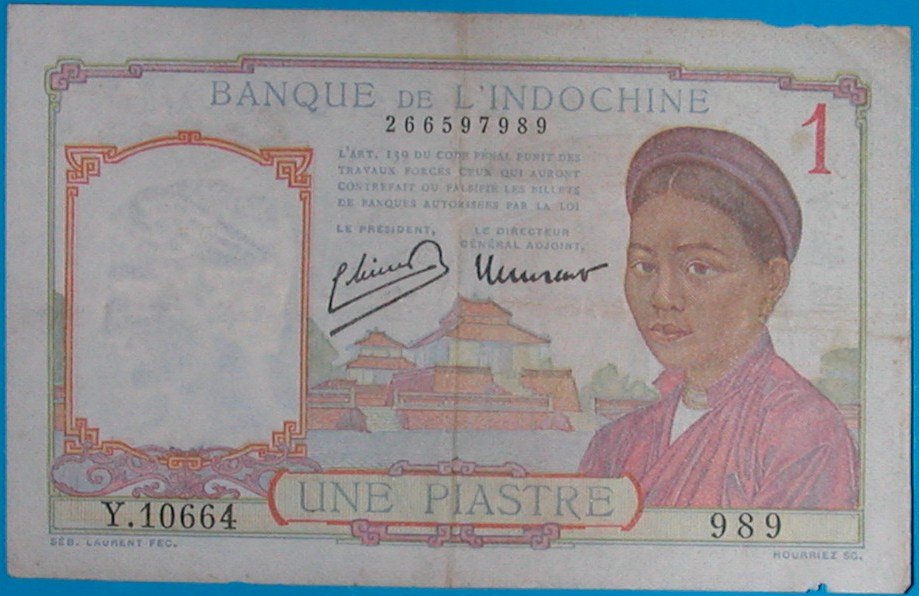 BANQUE DE L'INDOCHINE
266597989
1
L'ART. 139 DU CODE PÉNAL PUNIT DES
TRAVAUX FORCÉS CEUX QUI AURONT
CONTREFAIT OU FALSIFIÉ LES BILLETS
DE BANQUES AUTORISÉES PAR LA LOI
LE PRÉSIDENT,
LE DIRECTEUR
GÉNÉRAL ADJOINT,
UNE PIASTRE
Y.10664
989
SÉB. LAURENT FEC.
HOURRIEZ SG.